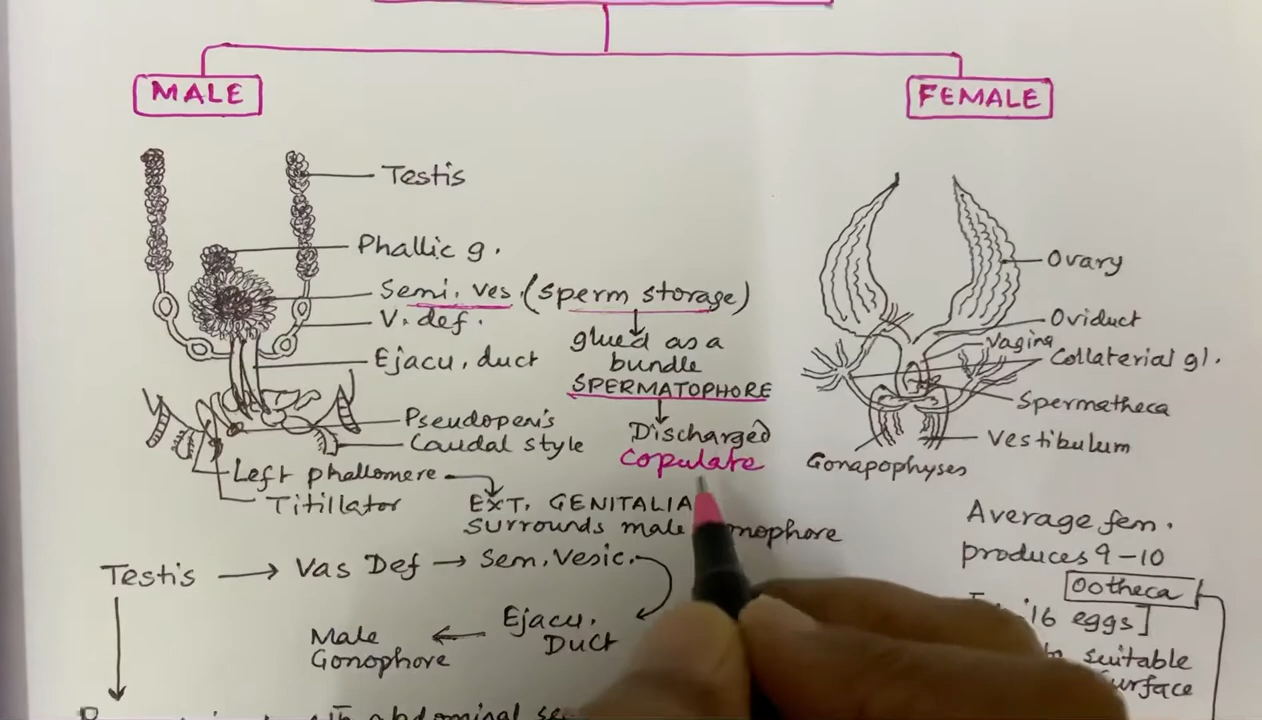 MALE
FEMALE
Testis
Phallic g.
Semi. ves. (sperm storage)
V. def.
Ejacu. duct
Pseudopenis
Caudal style
Left phallomere
Titillator
glued as a
bundle
SPERMATOPHORE
Discharged
Copulate
EXT. GENITALIA
Surrounds male
Testis → Vas Def → Sem. Vesic.
Ejacu.
Duct
Male
Gonophore
abdominal
Ovary
Oviduct
Vagina
Collaterial gl.
Spermatheca
Vestibulum
Gonapophyses
Average fem.
produces 9-10
Ootheca
16 eggs]
suitable